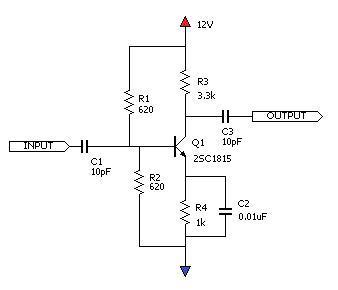 12V
R1
620
R3
3.3k
INPUT
C1
10pF
Q1
2SC1815
C3
10pF
OUTPUT
R2
620
R4
1k
C2
0.01uF